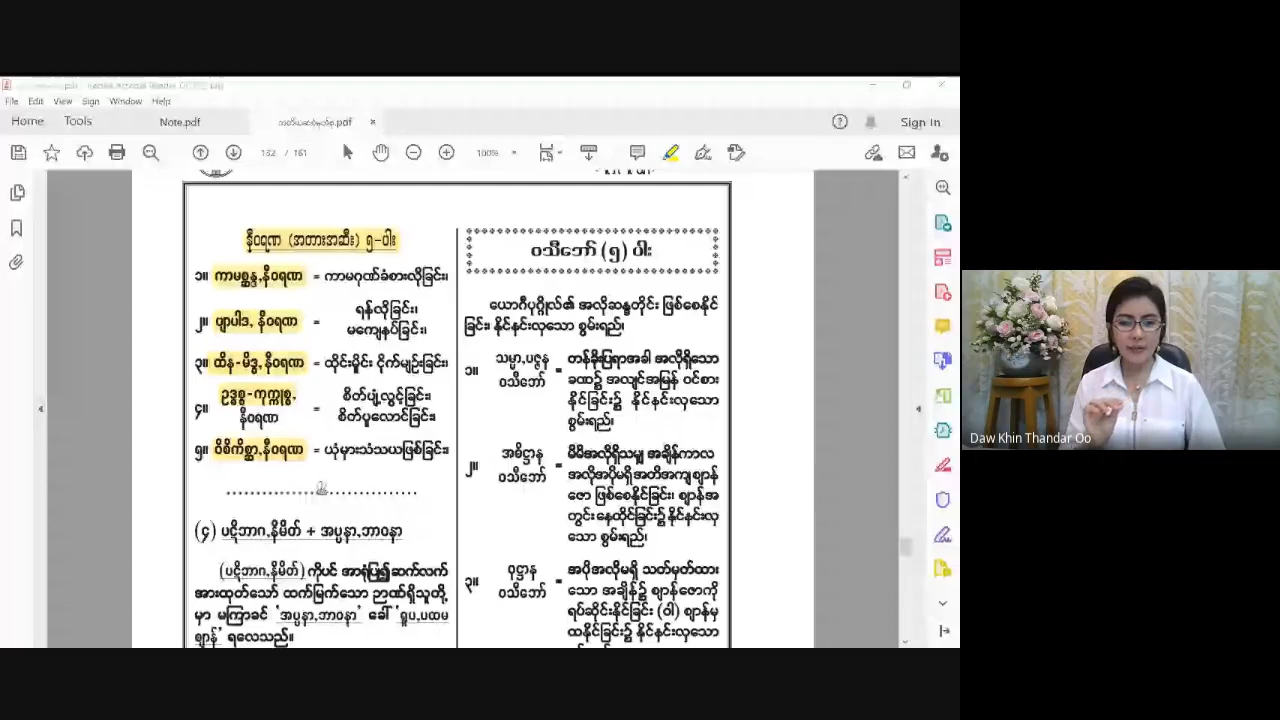 File Edit View Sign Window Help
Home Tools Note.pdf
Sign In
/ 161
100%
နီဝရဏ (အတားအဆီး) ၅-ပါး
၁။ ကာမစ္ဆန္ဒ,နီဝရဏ = ကာမဂုဏ်ခံစားလိုခြင်း။
၂။ ဗျာပါဒ, နီဝရဏ = ရန်လိုခြင်း၊
မကျေနပ်ခြင်း။
၃။ ထိန-မိဒ္ဓ, နီဝရဏ = ထိုင်းမှိုင်း ငိုက်မျဉ်းခြင်း။
၄။ ဥဒ္ဓစ္စ-ကုက္ကုစ္စ,
နီဝရဏ = စိတ်ပျံ့လွင့်ခြင်း၊
စိတ်ပူလောင်ခြင်း။
၅။ ဝိစိကိစ္ဆာ,နီဝရဏ = ယုံမှားသံသယဖြစ်ခြင်း။
(၄) ပဋိဘာဂ,နိမိတ် + အပ္ပနာ,ဘာဝနာ
(ပဋိဘာဂ,နိမိတ်) ကိုပင် အာရုံပြု၍ဆက်လက်
အားထုတ်သော် ထက်မြက်သော ဉာဏ်ရှိသူတို့
မှာ မကြာခင် 'အပ္ပနာ,ဘာဝနာ' ခေါ် 'ရူပ,ပထမ
ဈာန်' ရလေသည်။
ဝသီဘော် (၅) ပါး
ယောဂီပုဂ္ဂိုလ်၏ အလိုဆန္ဒတိုင်း ဖြစ်စေနိုင်
ခြင်း၊ နိုင်နင်းလှသော စွမ်းရည်။
၁။ သမာ,ပဇ္ဇန
ဝသီဘော် = တန်ခိုးပြရာအခါ အလိုရှိသော
ခဏ၌ အလျင်အမြန် ဝင်စား
နိုင်ခြင်း၌ နိုင်နင်းလှသော
စွမ်းရည်။
၂။ အဓိဋ္ဌာန
ဝသီဘော် = မိမိအလိုရှိသမျှ အချိန်ကာလ
အလိုအပိုမရှိ အတိအကျ ဈာန်
ဇော ဖြစ်စေနိုင်ခြင်း၊ ဈာန်အ
တွင်း နေထိုင်ခြင်း၌ နိုင်နင်းလှ
သော စွမ်းရည်။
၃။ ဝုဋ္ဌာန
ဝသီဘော် = အပိုအလိုမရှိ သတ်မှတ်ထား
သော အချိန်၌ ဈာန်ဇောကို
ရပ်ဆိုင်းနိုင်ခြင်း (ဝါ) ဈာန်မှ
ထနိုင်ခြင်း၌ နိုင်နင်းလှသော
Daw Khin Thandar Oo